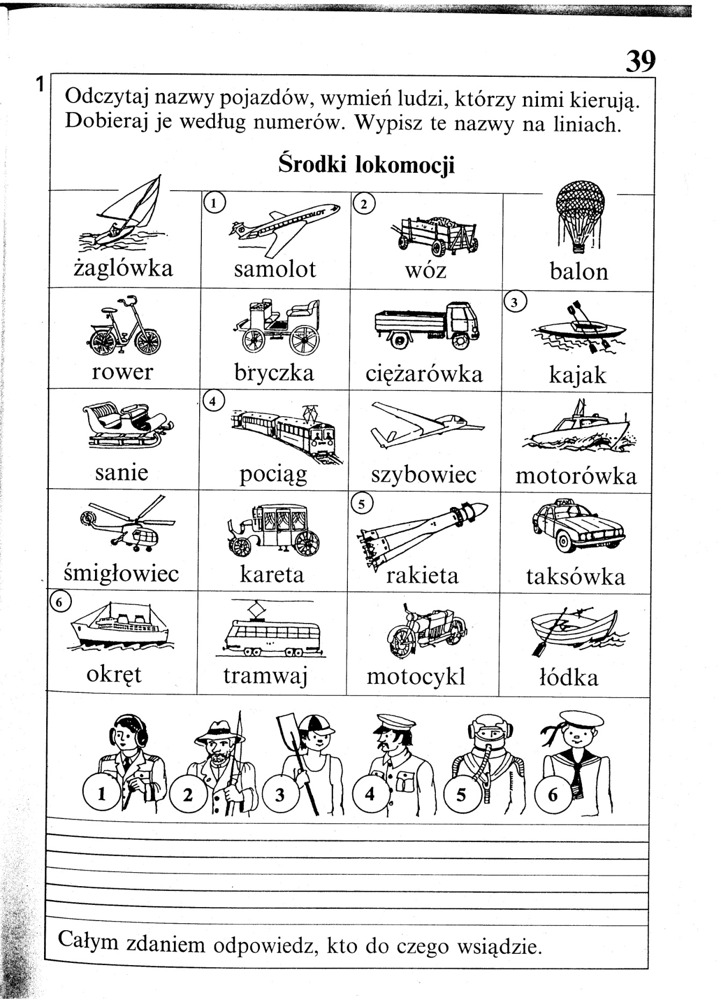 39
1
Odczytaj nazwy pojazdów, wymień ludzi, którzy nimi kierują.
Dobieraj je według numerów. Wypisz te nazwy na liniach.
Środki lokomocji
1
2
LOT
żaglówka samolot wóz balon
3
rower bryczka ciężarówka kajak
4
sanie pociąg szybowiec motorówka
5
TAXI
śmigłowiec kareta rakieta taksówka
6
okręt tramwaj motocykl łódka
1 2 3 4 5 6
Całym zdaniem odpowiedz, kto do czego wsiądzie.